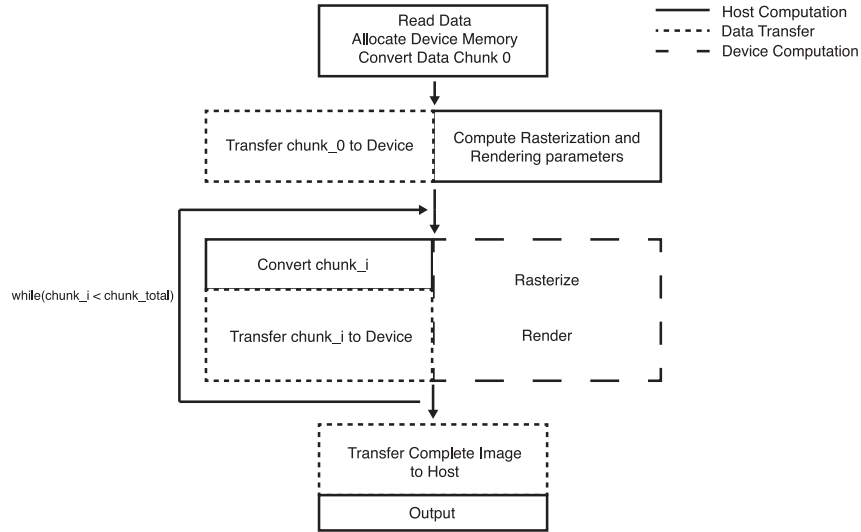 Read Data
Allocate Device Memory
Convert Data Chunk 0
Host Computation
Data Transfer
Device Computation
Transfer chunk_0 to Device
Compute Rasterization and
Rendering parameters
while(chunk_i < chunk_total)
Convert chunk_i
Transfer chunk_i to Device
Rasterize
Render
Transfer Complete Image
to Host
Output